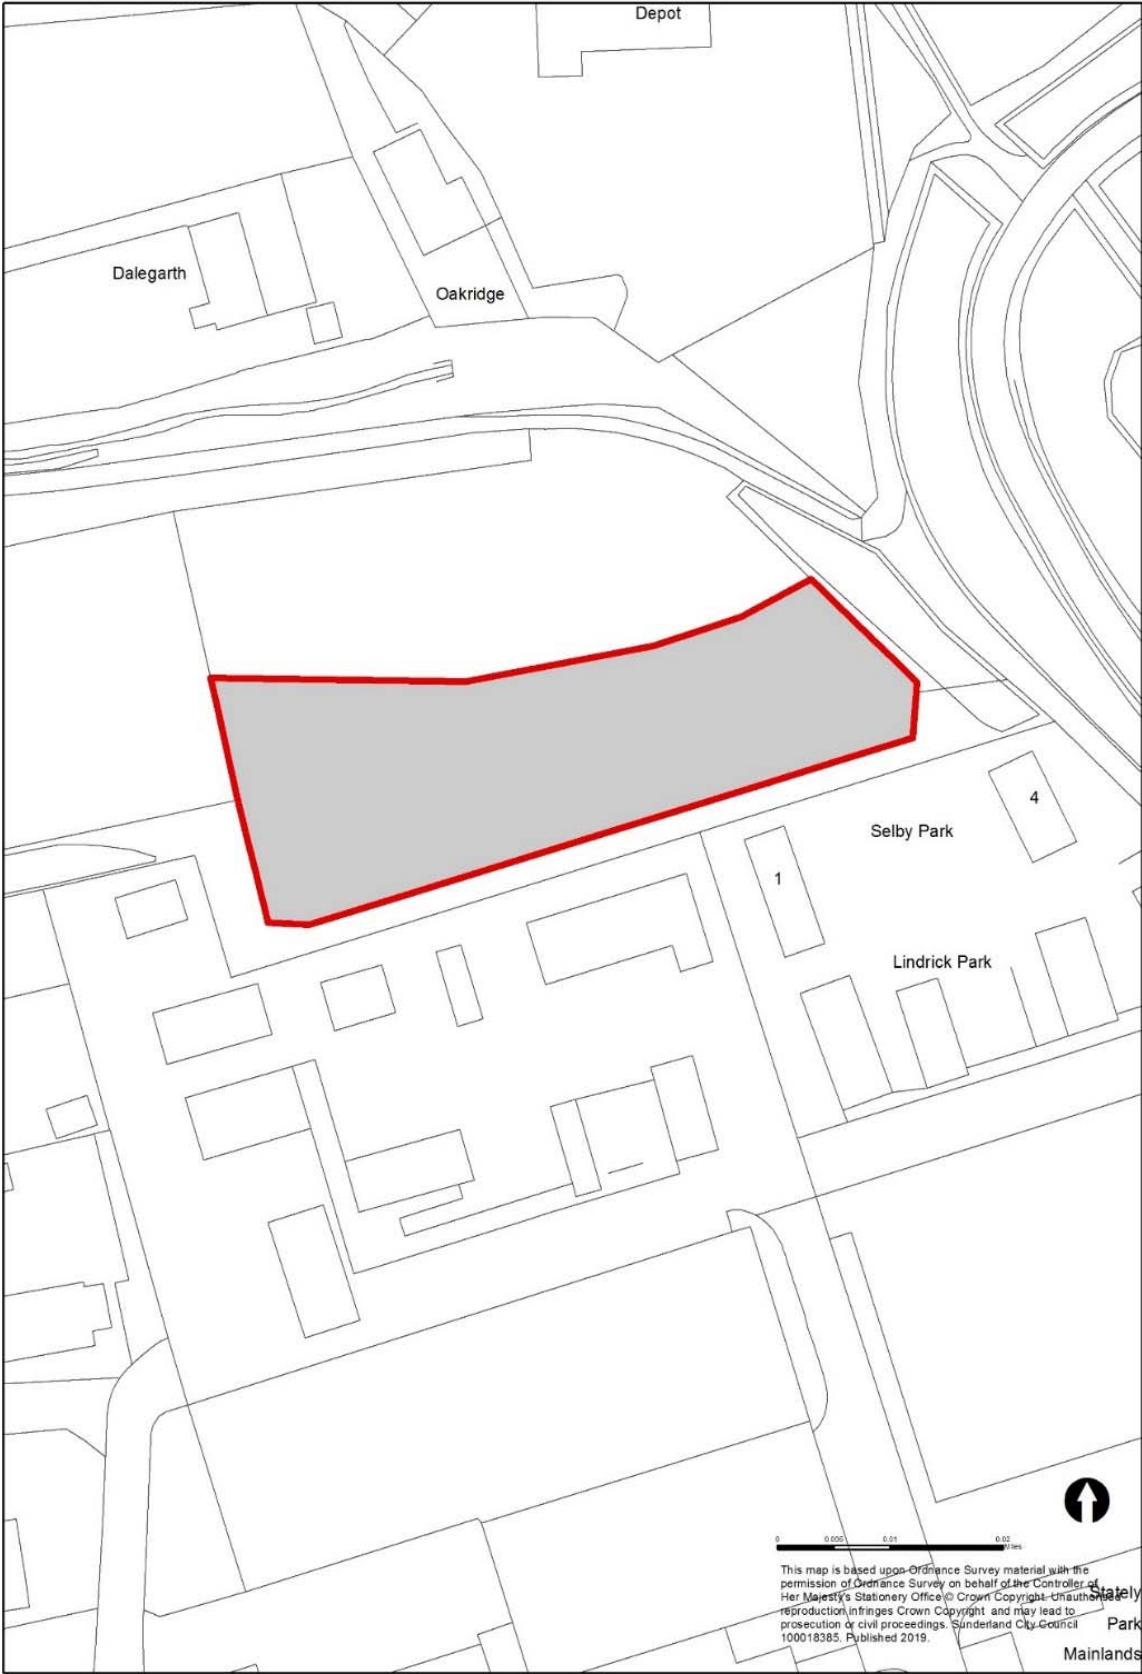 Depot
Dalegarth
Oakridge
4
Selby Park
1
Lindrick Park
0 0.005 0.01 0.02
Miles
This map is based upon Ordnance Survey material with the
permission of Ordnance Survey on behalf of the Controller of
Her Majesty's Stationery Office © Crown Copyright. Unauthorised
reproduction infringes Crown Copyright and may lead to
prosecution or civil proceedings. Sunderland City Council
100018385. Published 2019.
Stately
Park
Mainlands